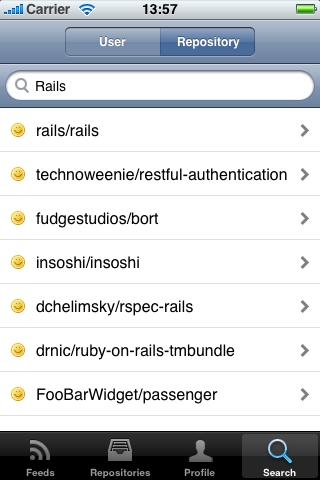 Carrier 13:57
User Repository
Rails
rails/rails
technoweenie/restful-authentication
fudgestudios/bort
insoshi/insoshi
dchelimsky/rspec-rails
drnic/ruby-on-rails-tmbundle
FooBarWidget/passenger
Feeds Repositories Profile Search